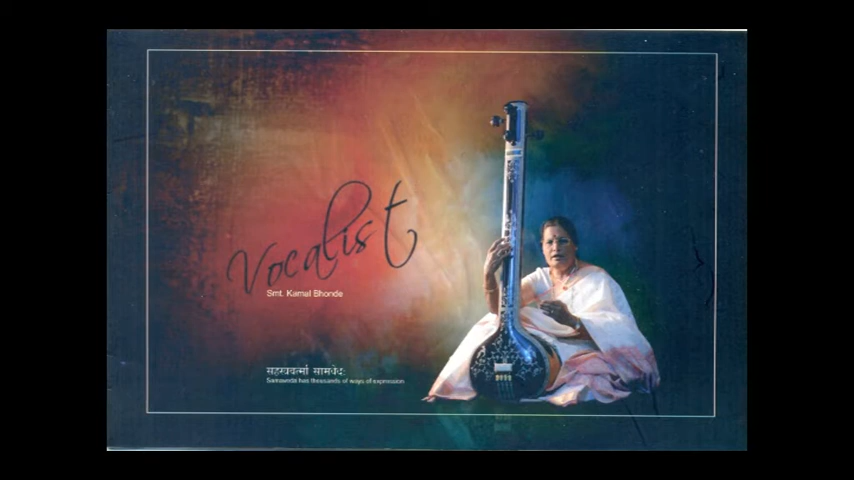 Vocalist
Smt. Kamal Bhonde
सहस्रवर्त्मा सामवेदः
Samaveda has thousands of ways of expression